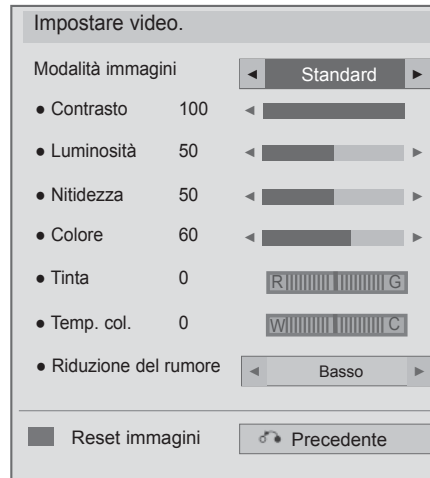 Impostare video.
Modalità immagini ◄ Standard ►
● Contrasto 100 ◄
● Luminosità 50 ◄ ►
● Nitidezza 50 ◄ ►
● Colore 60 ◄ ►
● Tinta 0 R G
● Temp. col. 0 W C
● Riduzione del rumore ◄ Basso ►
Reset immagini Precedente